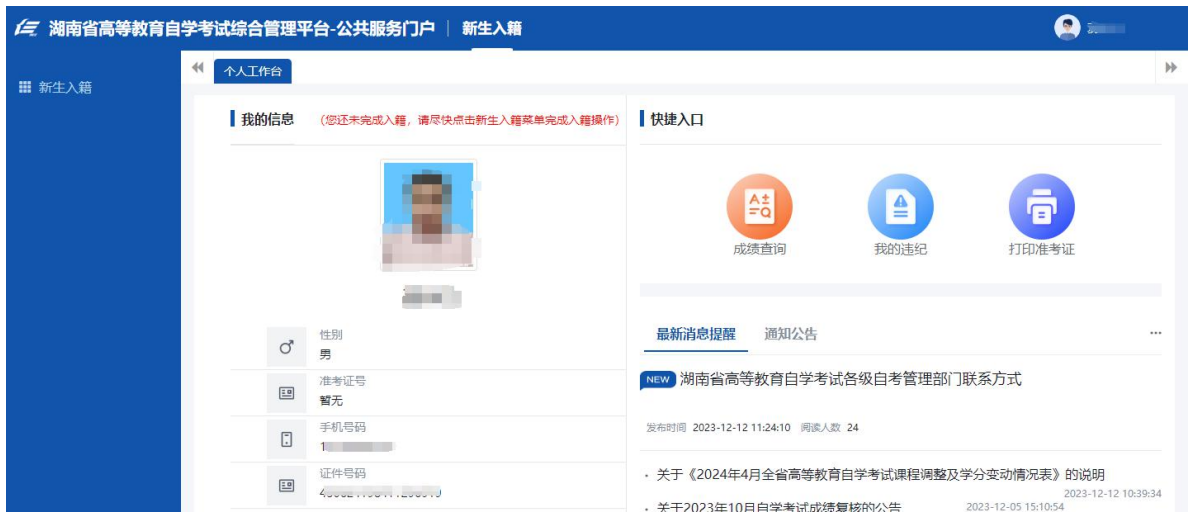 湖南省高等教育自学考试综合管理平台-公共服务门户 新生入籍
新生入籍
个人工作台
我的信息 (您还未完成入籍，请尽快点击新生入籍菜单完成入籍操作)
性别
男
准考证号
暂无
手机号码
证件号码
快捷入口
成绩查询 我的违纪 打印准考证
最新消息提醒 通知公告 ...
NEW 湖南省高等教育自学考试各级自考管理部门联系方式
发布时间 2023-12-12 11:24:10 阅读人数 24
· 关于《2024年4月全省高等教育自学考试课程调整及学分变动情况表》的说明
2023-12-12 10:39:34
· 关于2023年10月自学考试成绩复核的公告 2023-12-05 15:10:54